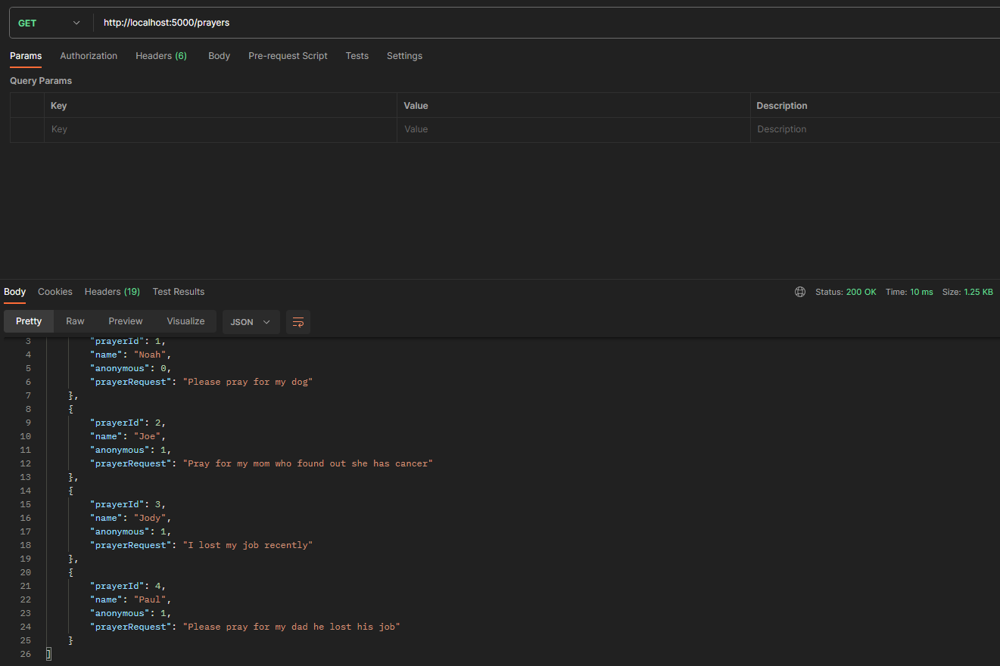 GET http://localhost:5000/prayers
Params Authorization Headers (6) Body Pre-request Script Tests Settings
Query Params
Key Value Description
Key Value Description
Body Cookies Headers (19) Test Results Status: 200 OK Time: 10 ms Size: 1.25 KB
Pretty Raw Preview Visualize JSON
3 "prayerId": 1,
4 "name": "Noah",
5 "anonymous": 0,
6 "prayerRequest": "Please pray for my dog"
7 },
8 {
9 "prayerId": 2,
10 "name": "Joe",
11 "anonymous": 1,
12 "prayerRequest": "Pray for my mom who found out she has cancer"
13 },
14 {
15 "prayerId": 3,
16 "name": "Jody",
17 "anonymous": 1,
18 "prayerRequest": "I lost my job recently"
19 },
20 {
21 "prayerId": 4,
22 "name": "Paul",
23 "anonymous": 1,
24 "prayerRequest": "Please pray for my dad he lost his job"
25 }
26 ]